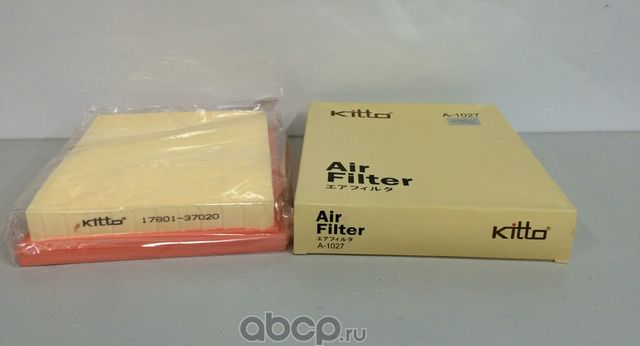 Kitto®
17801-37020
Kitto®
A-1027
Air
Filter
エアフィルタ
Air
Filter
エアフィルタ
A-1027
Kitto®
abcp.ru